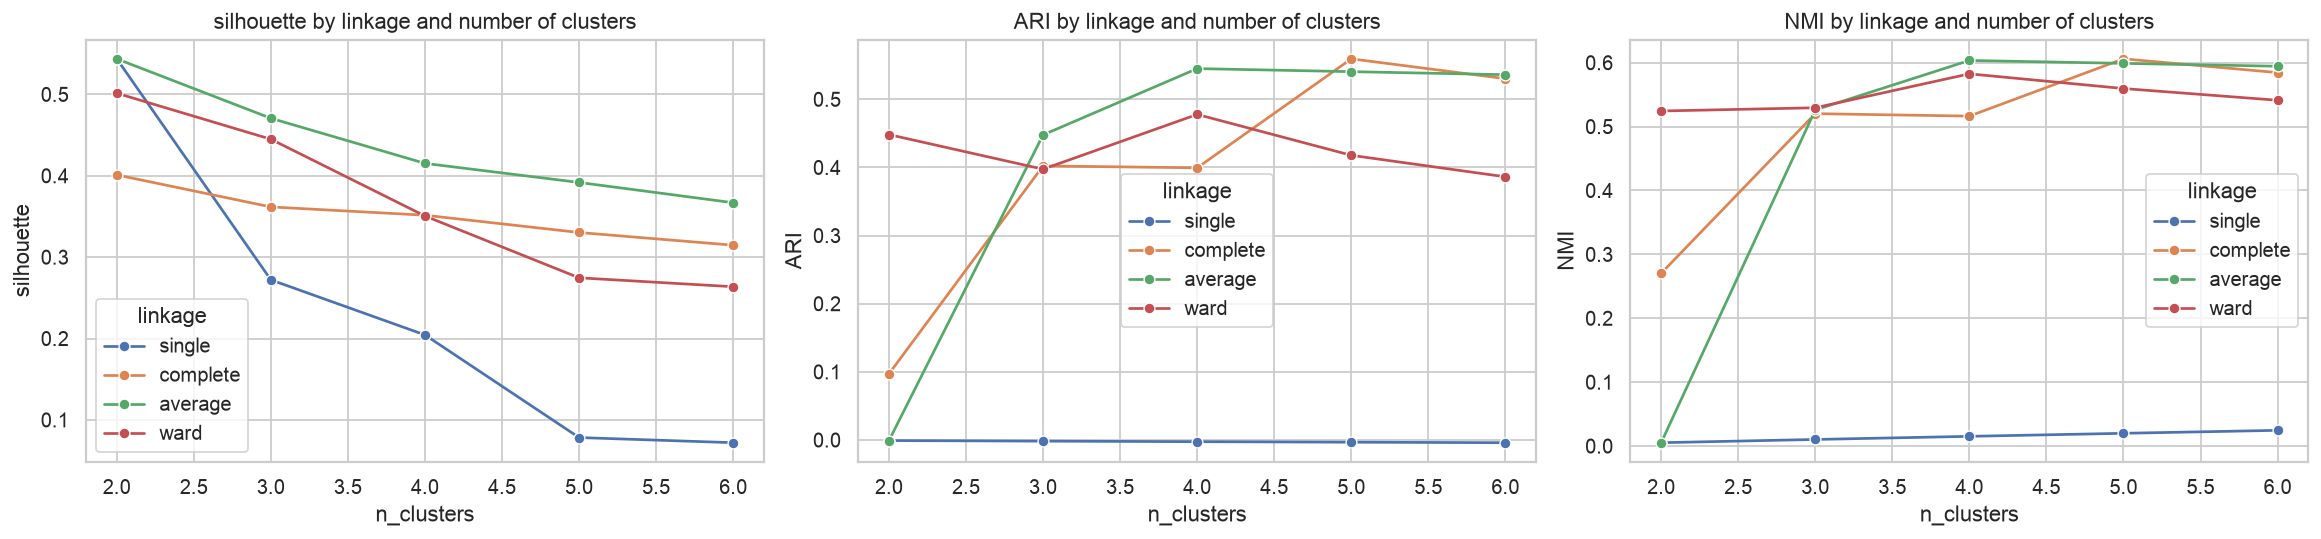 silhouette by linkage and number of clusters
silhouette
0.5
0.4
0.3
0.2
0.1
linkage
single
complete
average
ward
2.0 2.5 3.0 3.5 4.0 4.5 5.0 5.5 6.0
n_clusters
ARI by linkage and number of clusters
ARI
0.5
0.4
0.3
0.2
0.1
0.0
linkage
single
complete
average
ward
2.0 2.5 3.0 3.5 4.0 4.5 5.0 5.5 6.0
n_clusters
NMI by linkage and number of clusters
NMI
0.6
0.5
0.4
0.3
0.2
0.1
0.0
linkage
single
complete
average
ward
2.0 2.5 3.0 3.5 4.0 4.5 5.0 5.5 6.0
n_clusters